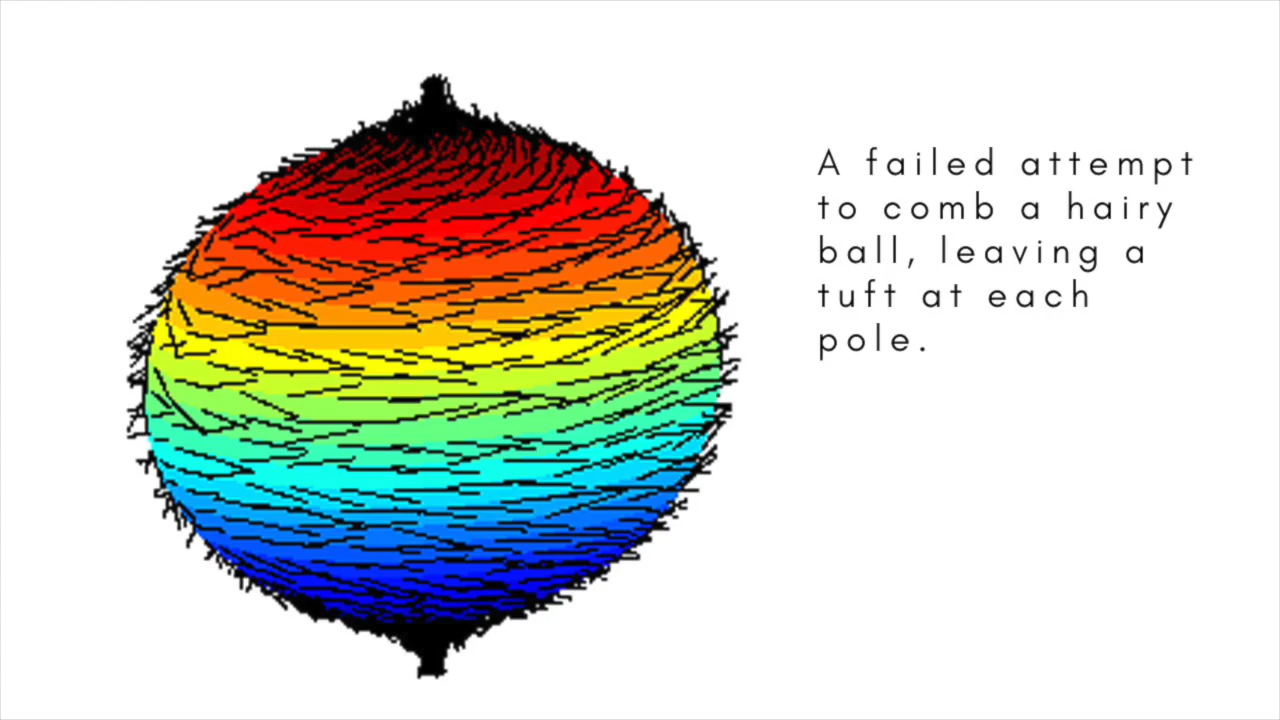 A failed attempt
to comb a hairy
ball, leaving a
tuft at each
pole.